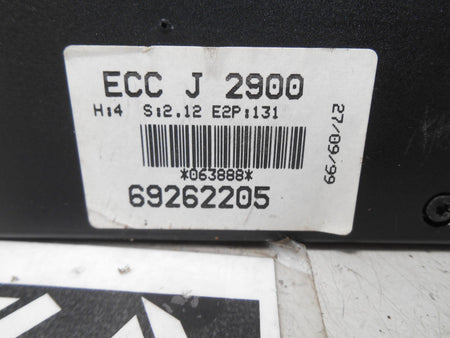 ECC J 2900
H:4 S:2.12 E2P:131
27/09/99
*063888*
69262205